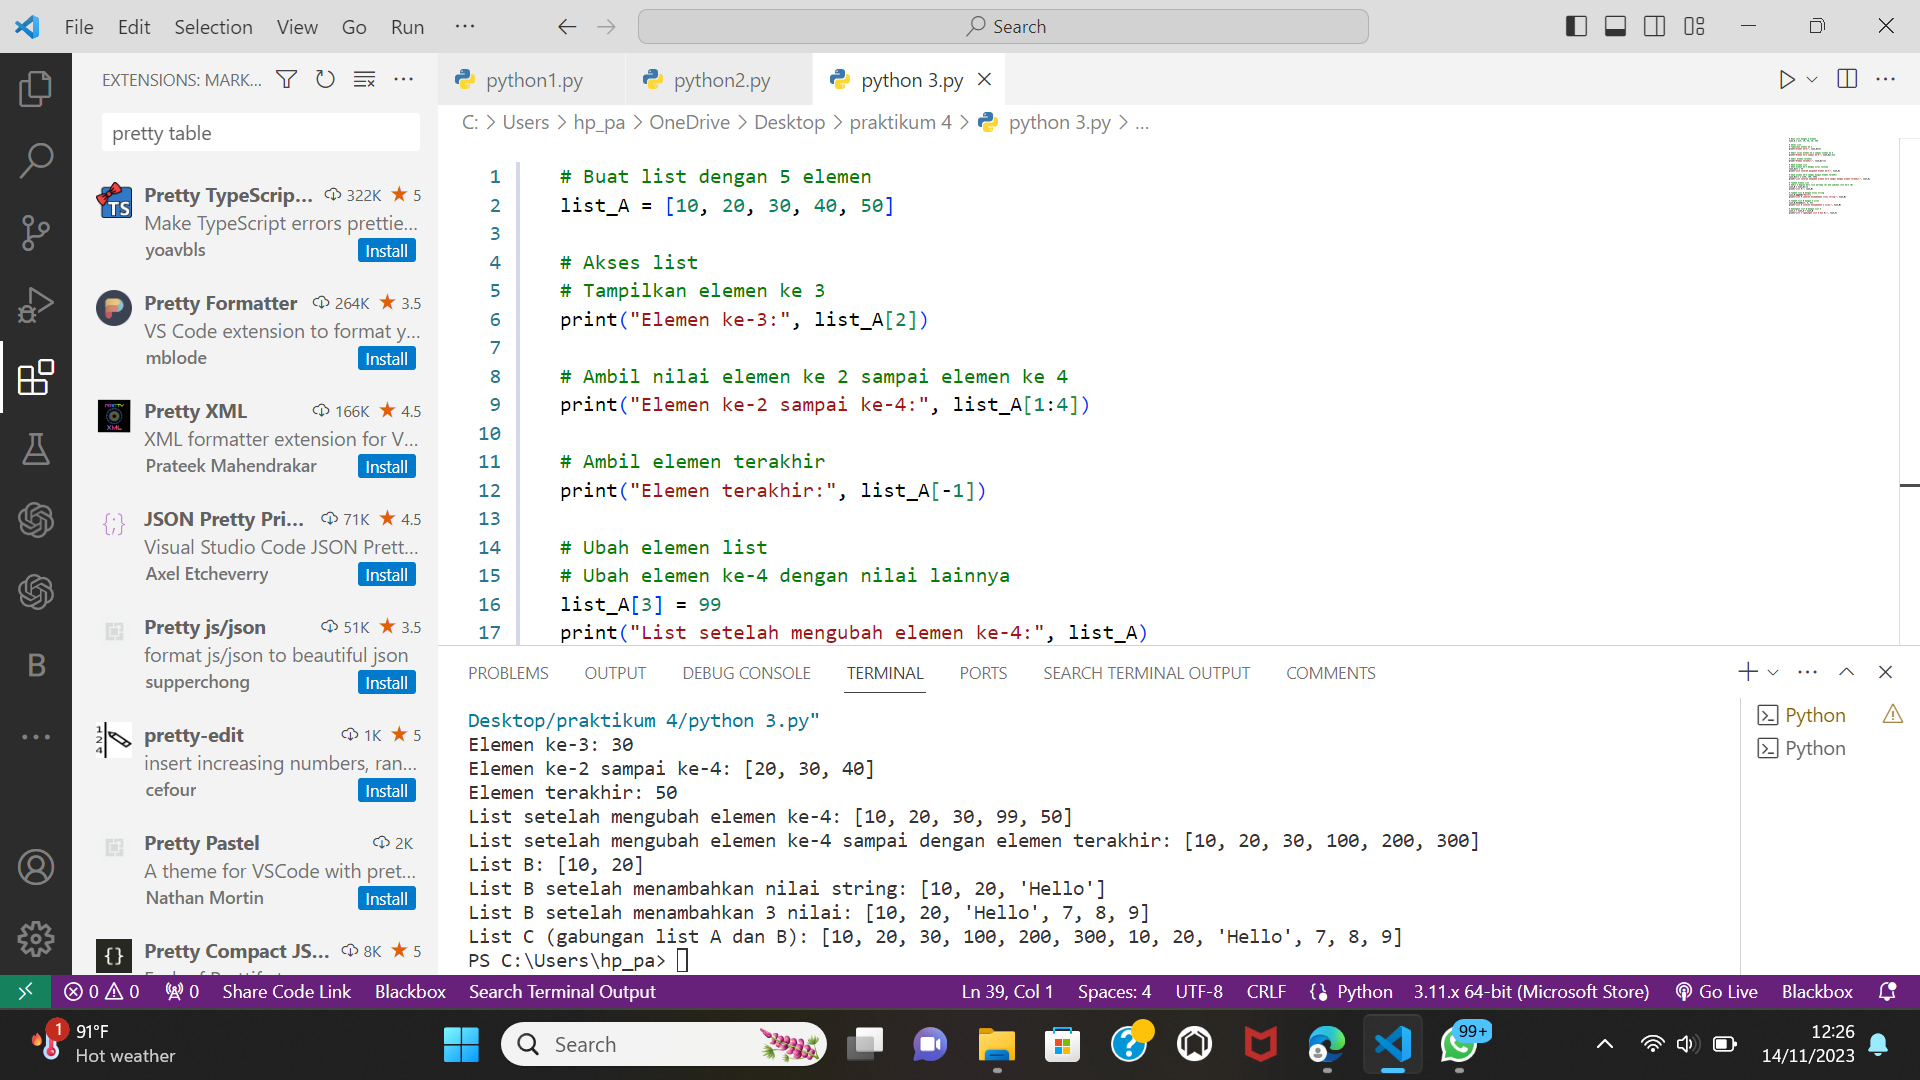 File Edit Selection View Go Run ···
Search
EXTENSIONS: MARK...
pretty table
Pretty TypeScrip... 322K ★ 5
Make TypeScript errors prettie...
yoavbls Install
Pretty Formatter 264K ★ 3.5
VS Code extension to format y...
mblode Install
Pretty XML 166K ★ 4.5
XML formatter extension for V...
Prateek Mahendrakar Install
JSON Pretty Pri... 71K ★ 4.5
Visual Studio Code JSON Prett...
Axel Etcheverry Install
Pretty js/json 51K ★ 3.5
format js/json to beautiful json
supperchong Install
pretty-edit 1K ★ 5
insert increasing numbers, ran...
cefour Install
Pretty Pastel 2K
A theme for VSCode with pret...
Nathan Mortin Install
Pretty Compact JS... 8K ★ 5
python1.py python2.py python 3.py
C: > Users > hp_pa > OneDrive > Desktop > praktikum 4 > python 3.py > ...
1 # Buat list dengan 5 elemen
2 list_A = [10, 20, 30, 40, 50]
3
4 # Akses list
5 # Tampilkan elemen ke 3
6 print("Elemen ke-3:", list_A[2])
7
8 # Ambil nilai elemen ke 2 sampai elemen ke 4
9 print("Elemen ke-2 sampai ke-4:", list_A[1:4])
10
11 # Ambil elemen terakhir
12 print("Elemen terakhir:", list_A[-1])
13
14 # Ubah elemen list
15 # Ubah elemen ke-4 dengan nilai lainnya
16 list_A[3] = 99
17 print("List setelah mengubah elemen ke-4:", list_A)
PROBLEMS OUTPUT DEBUG CONSOLE TERMINAL PORTS SEARCH TERMINAL OUTPUT COMMENTS
Desktop/praktikum 4/python 3.py"
Elemen ke-3: 30
Elemen ke-2 sampai ke-4: [20, 30, 40]
Elemen terakhir: 50
List setelah mengubah elemen ke-4: [10, 20, 30, 99, 50]
List setelah mengubah elemen ke-4 sampai dengan elemen terakhir: [10, 20, 30, 100, 200, 300]
List B: [10, 20]
List B setelah menambahkan nilai string: [10, 20, 'Hello']
List B setelah menambahkan 3 nilai: [10, 20, 'Hello', 7, 8, 9]
List C (gabungan list A dan B): [10, 20, 30, 100, 200, 300, 10, 20, 'Hello', 7, 8, 9]
PS C:\Users\hp_pa>
Python
Python
0 0 0 Share Code Link Blackbox Search Terminal Output Ln 39, Col 1 Spaces: 4 UTF-8 CRLF Python 3.11.x 64-bit (Microsoft Store) Go Live Blackbox
1 91°F
Hot weather
Search
99+
12:26
14/11/2023